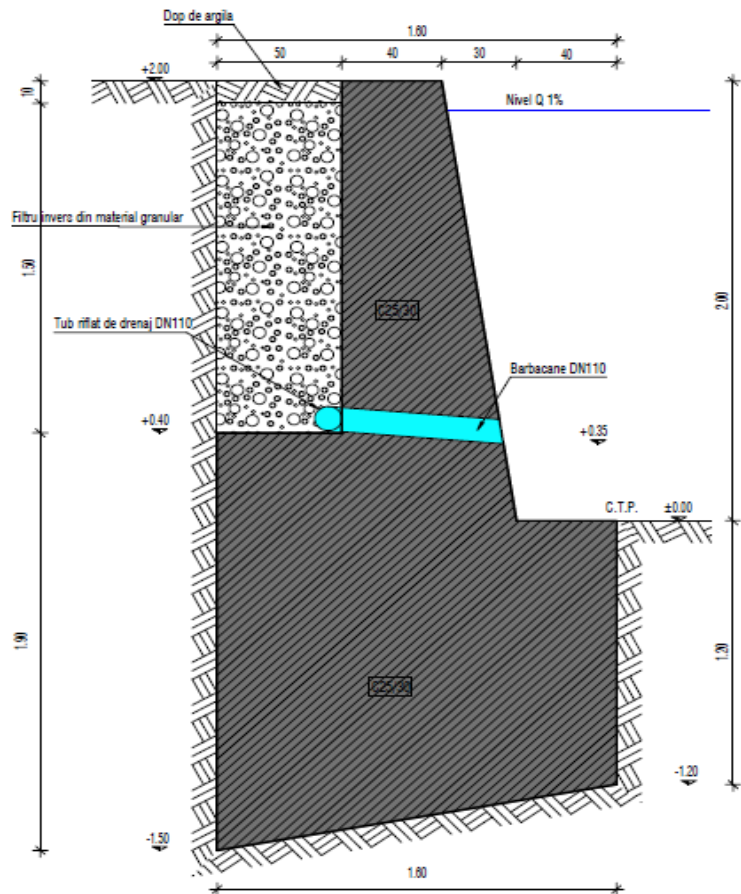 Dop de argila
1.60
50
40
30
40
+2.00
10
Nivel Q 1%
Filtru invers din material granular
1.50
2.00
C25/30
Tub riflat de drenaj DN110
Barbacane DN110
+0.40
+0.35
C.T.P. ±0.00
1.90
1.20
C25/30
-1.20
-1.50
1.60